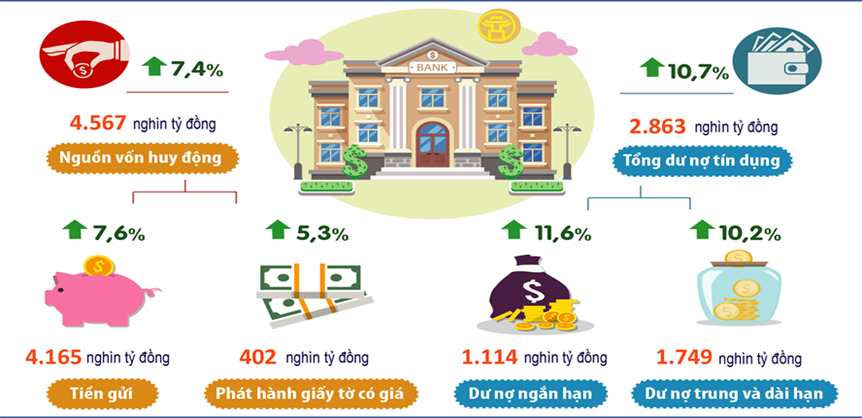 7,4%
4.567 nghìn tỷ đồng
Nguồn vốn huy động
$
BANK
10,7%
2.863 nghìn tỷ đồng
Tổng dư nợ tín dụng
7,6%
4.165 nghìn tỷ đồng
Tiền gửi
5,3%
402 nghìn tỷ đồng
Phát hành giấy tờ có giá
11,6%
$
1.114 nghìn tỷ đồng
Dư nợ ngắn hạn
10,2%
1.749 nghìn tỷ đồng
Dư nợ trung và dài hạn